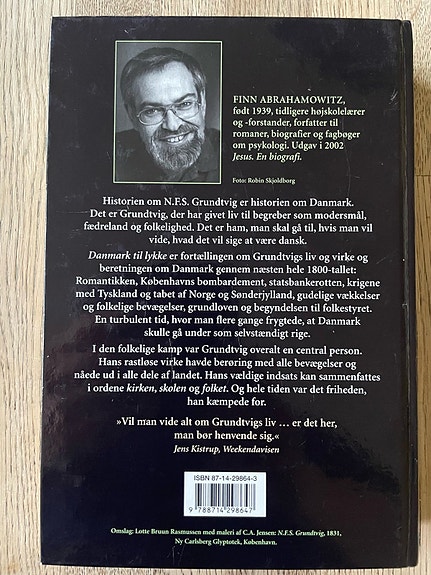 FINN ABRAHAMOWITZ,
født 1939, tidligere højskolelærer
og -forstander, forfatter til
romaner, biografier og fagbøger
om psykologi. Udgav i 2002
Jesus. En biografi.
Foto: Robin Skjoldborg
Historien om N.F.S. Grundtvig er historien om Danmark.
Det er Grundtvig, der har givet liv til begreber som modersmål,
fædreland og folkelighed. Det er ham, man skal gå til, hvis man vil
vide, hvad det vil sige at være dansk.
Danmark til lykke er fortællingen om Grundtvigs liv og virke og
beretningen om Danmark gennem næsten hele 1800-tallet:
Romantikken, Københavns bombardement, statsbankerotten, krigene
med Tyskland og tabet af Norge og Sønderjylland, gudelige vækkelser
og folkelige bevægelser, grundloven og begyndelsen til folkestyret.
En turbulent tid, hvor man flere gange frygtede, at Danmark
skulle gå under som selvstændigt rige.
I den folkelige kamp var Grundtvig overalt en central person.
Hans rastløse virke havde berøring med alle bevægelser og
nåede ud i alle dele af landet. Hans vældige indsats kan sammenfattes
i ordene kirken, skolen og folket. Og hele tiden var det friheden,
han kæmpede for.
»Vil man vide alt om Grundtvigs liv ... er det her,
man bør henvende sig.«
Jens Kistrup, Weekendavisen
ISBN 87-14-29864-3
9 788714 298647
Omslag: Lotte Bruun Rasmussen med maleri af C.A. Jensen: N.F.S. Grundtvig, 1831,
Ny Carlsberg Glyptotek, København.